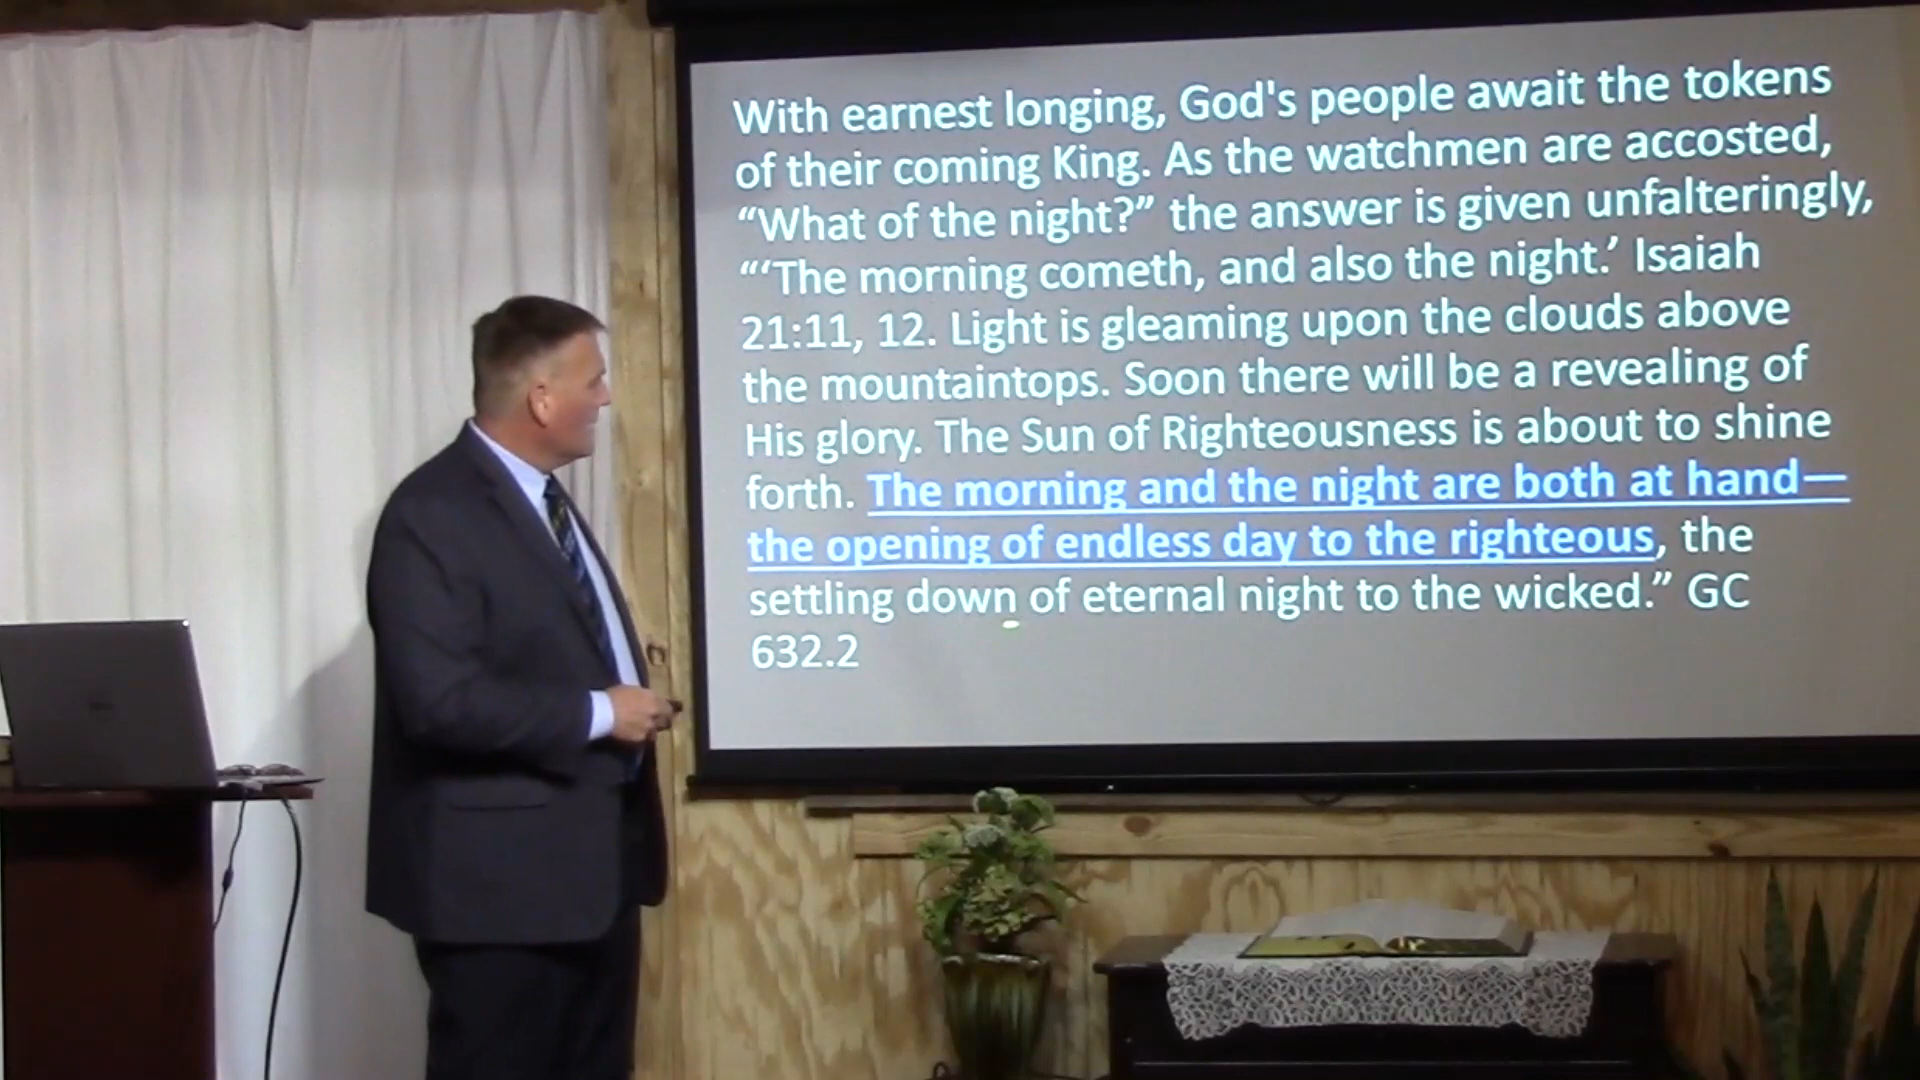 With earnest longing, God's people await the tokens
of their coming King. As the watchmen are accosted,
“What of the night?” the answer is given unfalteringly,
“‘The morning cometh, and also the night.’ Isaiah
21:11, 12. Light is gleaming upon the clouds above
the mountaintops. Soon there will be a revealing of
His glory. The Sun of Righteousness is about to shine
forth. The morning and the night are both at hand—
the opening of endless day to the righteous, the
settling down of eternal night to the wicked.” GC
632.2